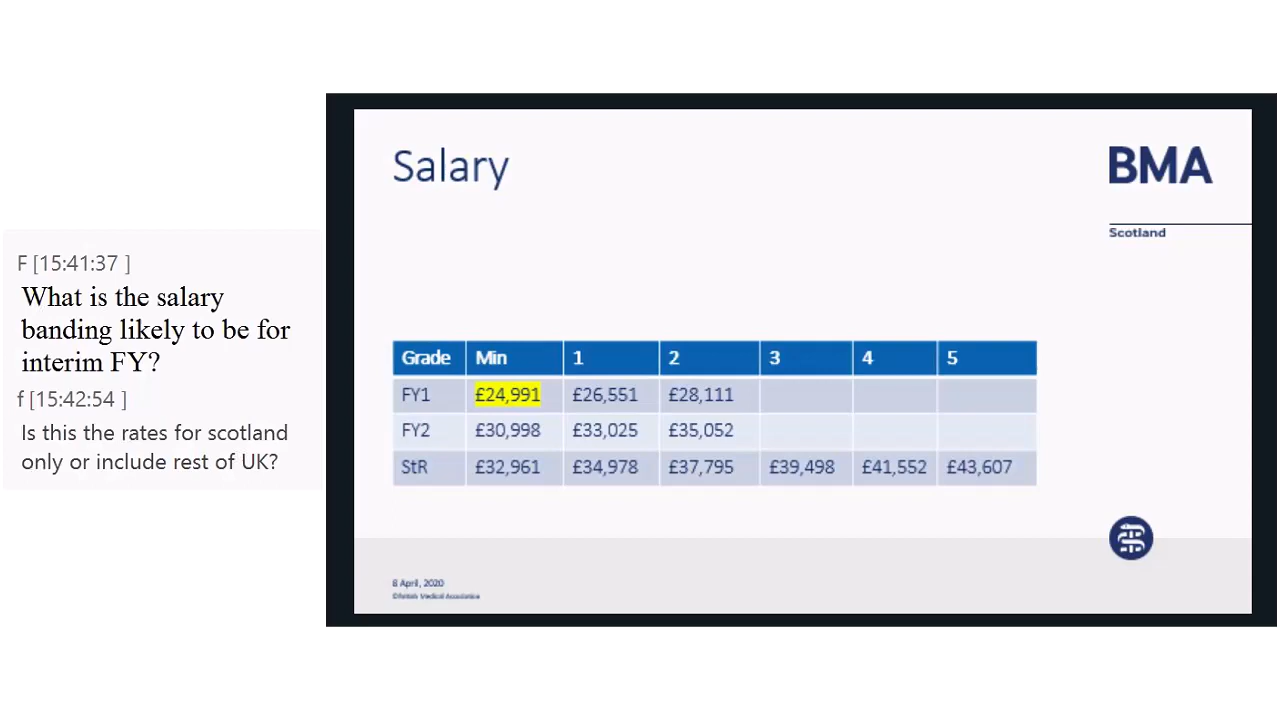 F [15:41:37 ]
What is the salary
banding likely to be for
interim FY?
f [15:42:54 ]
Is this the rates for scotland
only or include rest of UK?
Salary
BMA
Scotland
Grade Min 1 2 3 4 5
FY1 £24,991 £26,551 £28,111
FY2 £30,998 £33,025 £35,052
StR £32,961 £34,978 £37,795 £39,498 £41,552 £43,607
8 April, 2020
©British Medical Association